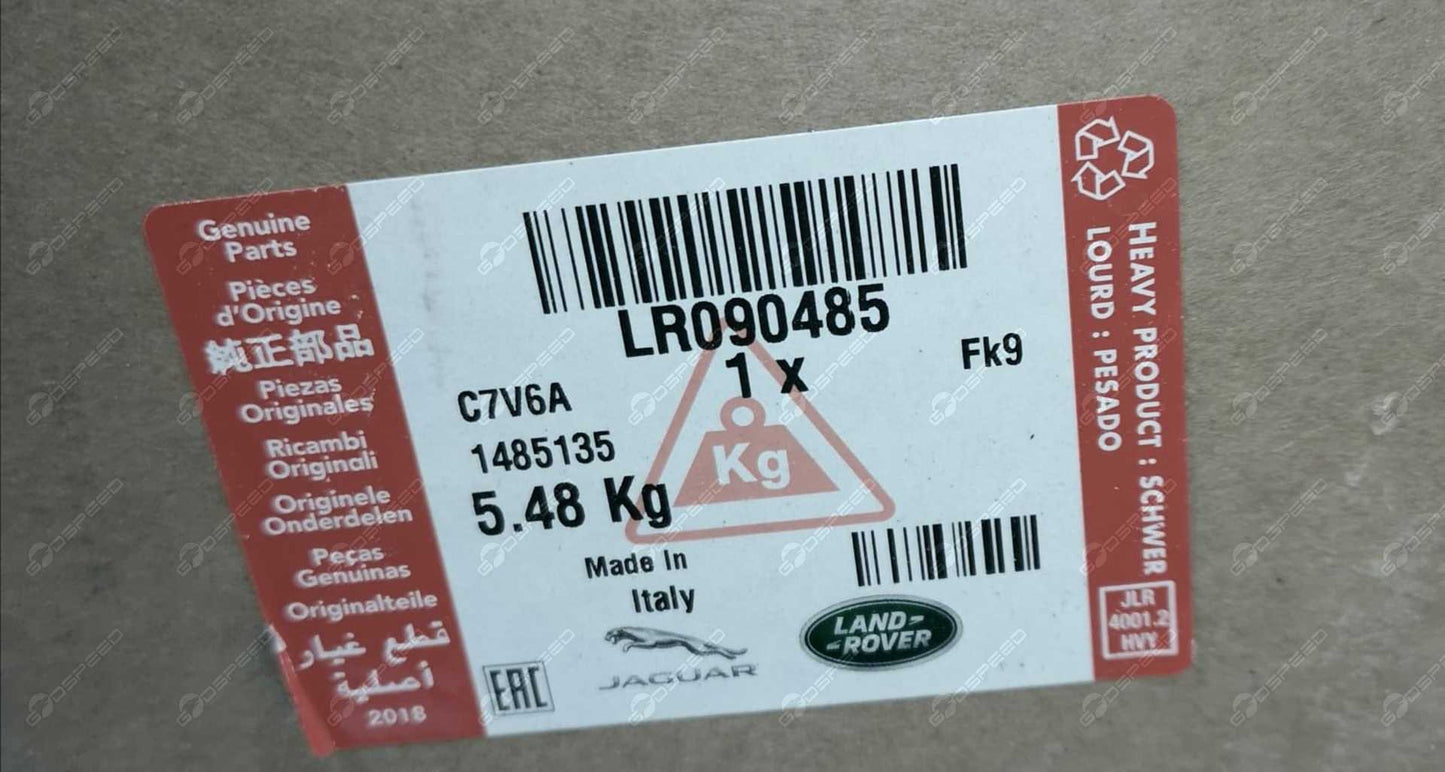 Genuine
Parts
Pièces
d'Origine
純正部品
Piezas
Originales
Ricambi
Originali
Originele
Onderdelen
Peças
Genuinas
Originalteile
قطع غيار
أصلية
2018
LR090485
1 x
Fk9
C7V6A
1485135
5.48 Kg
Kg
Made In
Italy
JAGUAR
LAND-
-ROVER
EAC
HEAVY PRODUCT : SCHWER
LOURD : PESADO
JLR
4001.2
HVY
GODSPEED